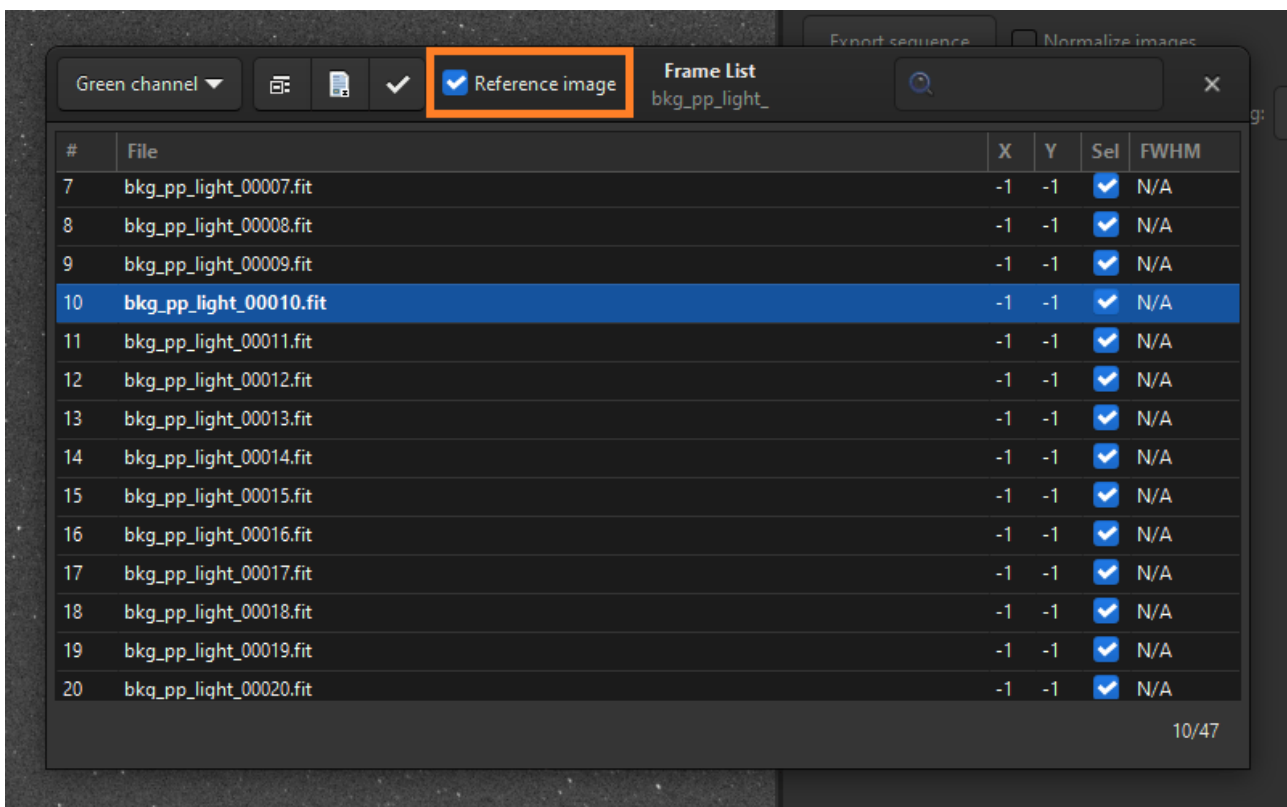 Export sequence Normalize images
Green channel Reference image Frame List
bkg_pp_light_
g:
# File X Y Sel FWHM
7 bkg_pp_light_00007.fit -1 -1 N/A
8 bkg_pp_light_00008.fit -1 -1 N/A
9 bkg_pp_light_00009.fit -1 -1 N/A
10 bkg_pp_light_00010.fit -1 -1 N/A
11 bkg_pp_light_00011.fit -1 -1 N/A
12 bkg_pp_light_00012.fit -1 -1 N/A
13 bkg_pp_light_00013.fit -1 -1 N/A
14 bkg_pp_light_00014.fit -1 -1 N/A
15 bkg_pp_light_00015.fit -1 -1 N/A
16 bkg_pp_light_00016.fit -1 -1 N/A
17 bkg_pp_light_00017.fit -1 -1 N/A
18 bkg_pp_light_00018.fit -1 -1 N/A
19 bkg_pp_light_00019.fit -1 -1 N/A
20 bkg_pp_light_00020.fit -1 -1 N/A
10/47